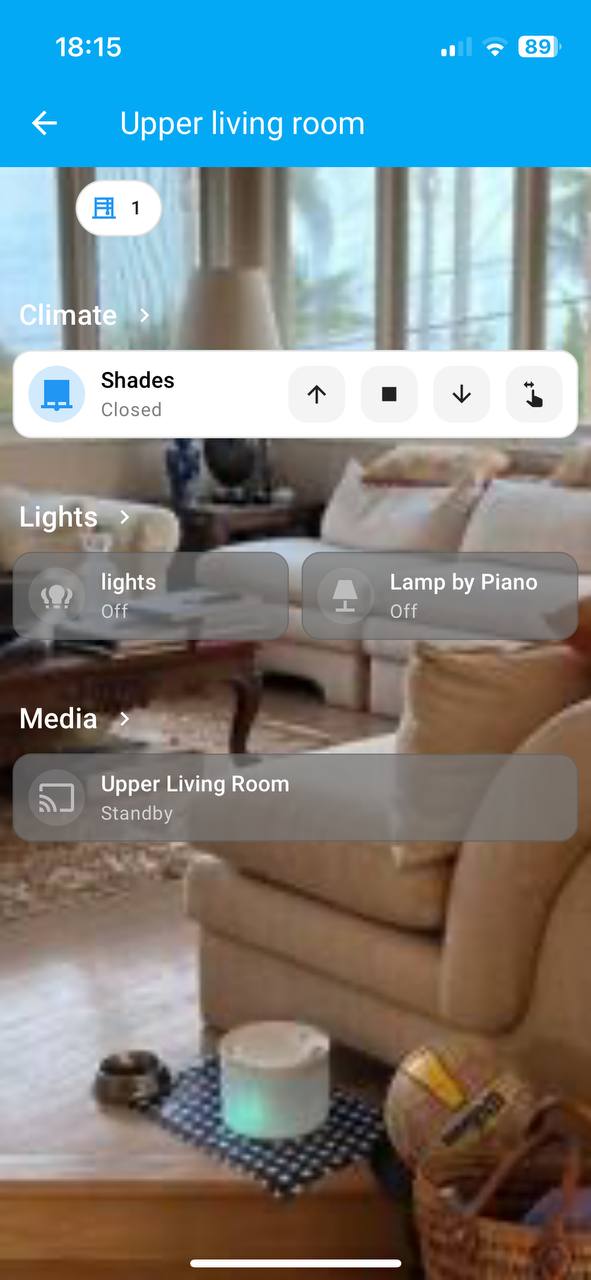 18:15
89
Upper living room
1
Climate
Shades
Closed
Lights
lights
Off
Lamp by Piano
Off
Media
Upper Living Room
Standby